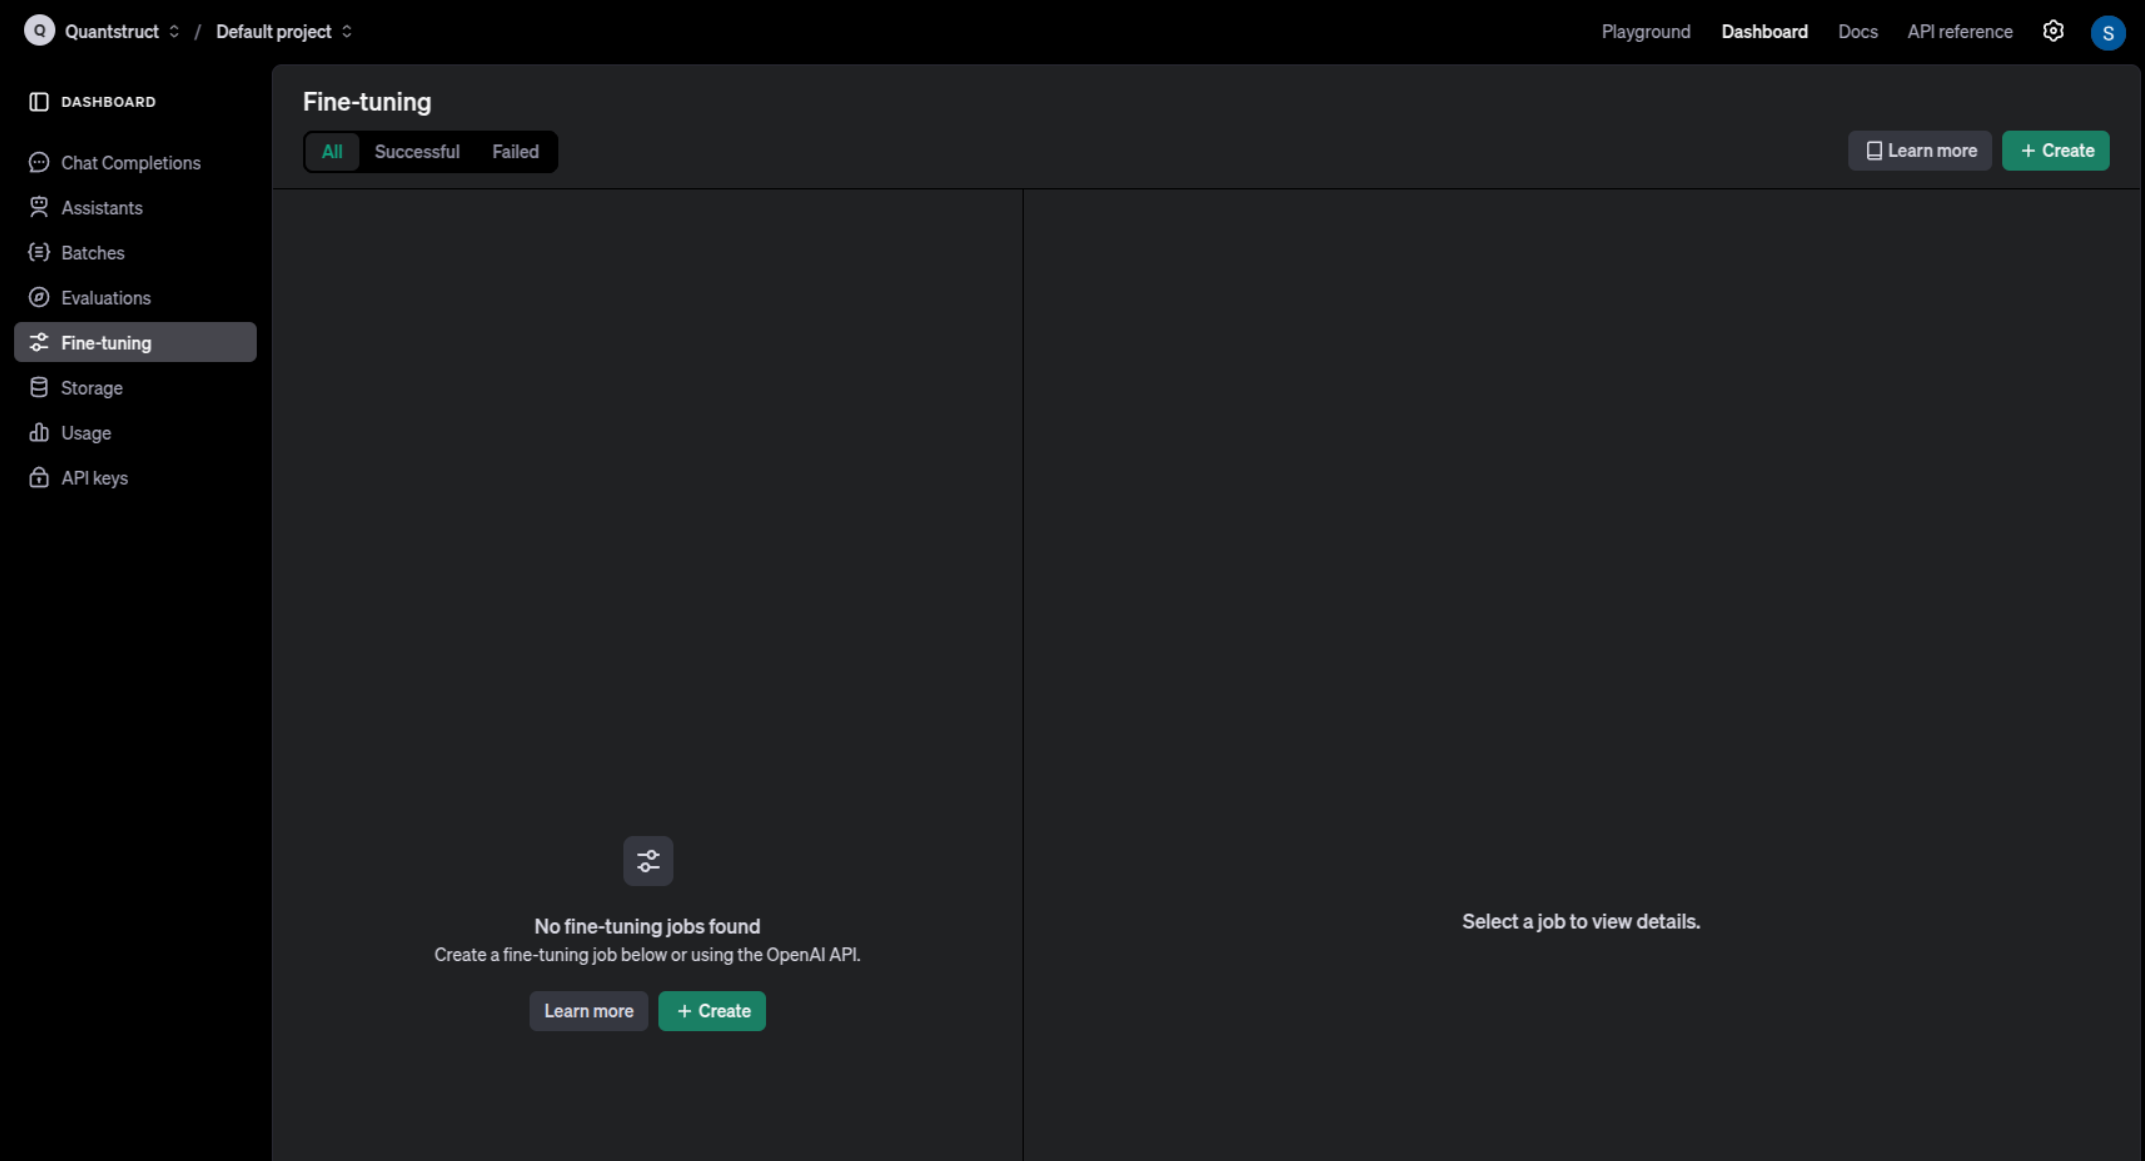 Q Quantstruct / Default project
Playground Dashboard Docs API reference S
DASHBOARD
Chat Completions
Assistants
Batches
Evaluations
Fine-tuning
Storage
Usage
API keys
Fine-tuning
All Successful Failed
Learn more + Create
No fine-tuning jobs found
Create a fine-tuning job below or using the OpenAI API.
Learn more + Create
Select a job to view details.